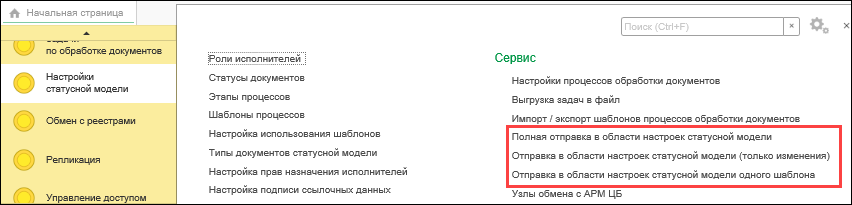 Начальная страница
Поиск (Ctrl+F)
×
×
по обработке документов
Настройки
статусной модели
Обмен с реестрами
Репликация
Управление доступом
Роли исполнителей
Статусы документов
Этапы процессов
Шаблоны процессов
Настройка использования шаблонов
Типы документов статусной модели
Настройка прав назначения исполнителей
Настройка подписи ссылочных данных
Сервис
Настройки процессов обработки документов
Выгрузка задач в файл
Импорт / экспорт шаблонов процессов обработки документов
Полная отправка в области настроек статусной модели
Отправка в области настроек статусной модели (только изменения)
Отправка в области настроек статусной модели одного шаблона
Узлы обмена с АРМ ЦБ